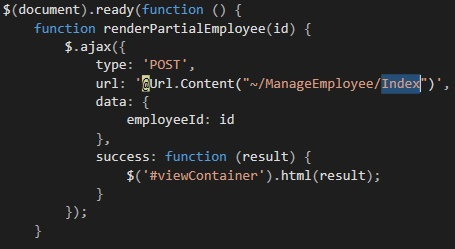 $(document).ready(function () {
    function renderPartialEmployee(id) {
        $.ajax({
            type: 'POST',
            url: '@Url.Content("~/ManageEmployee/Index")',
            data: {
                employeeId: id
            },
            success: function (result) {
                $('#viewContainer').html(result);
            }
        });
    }